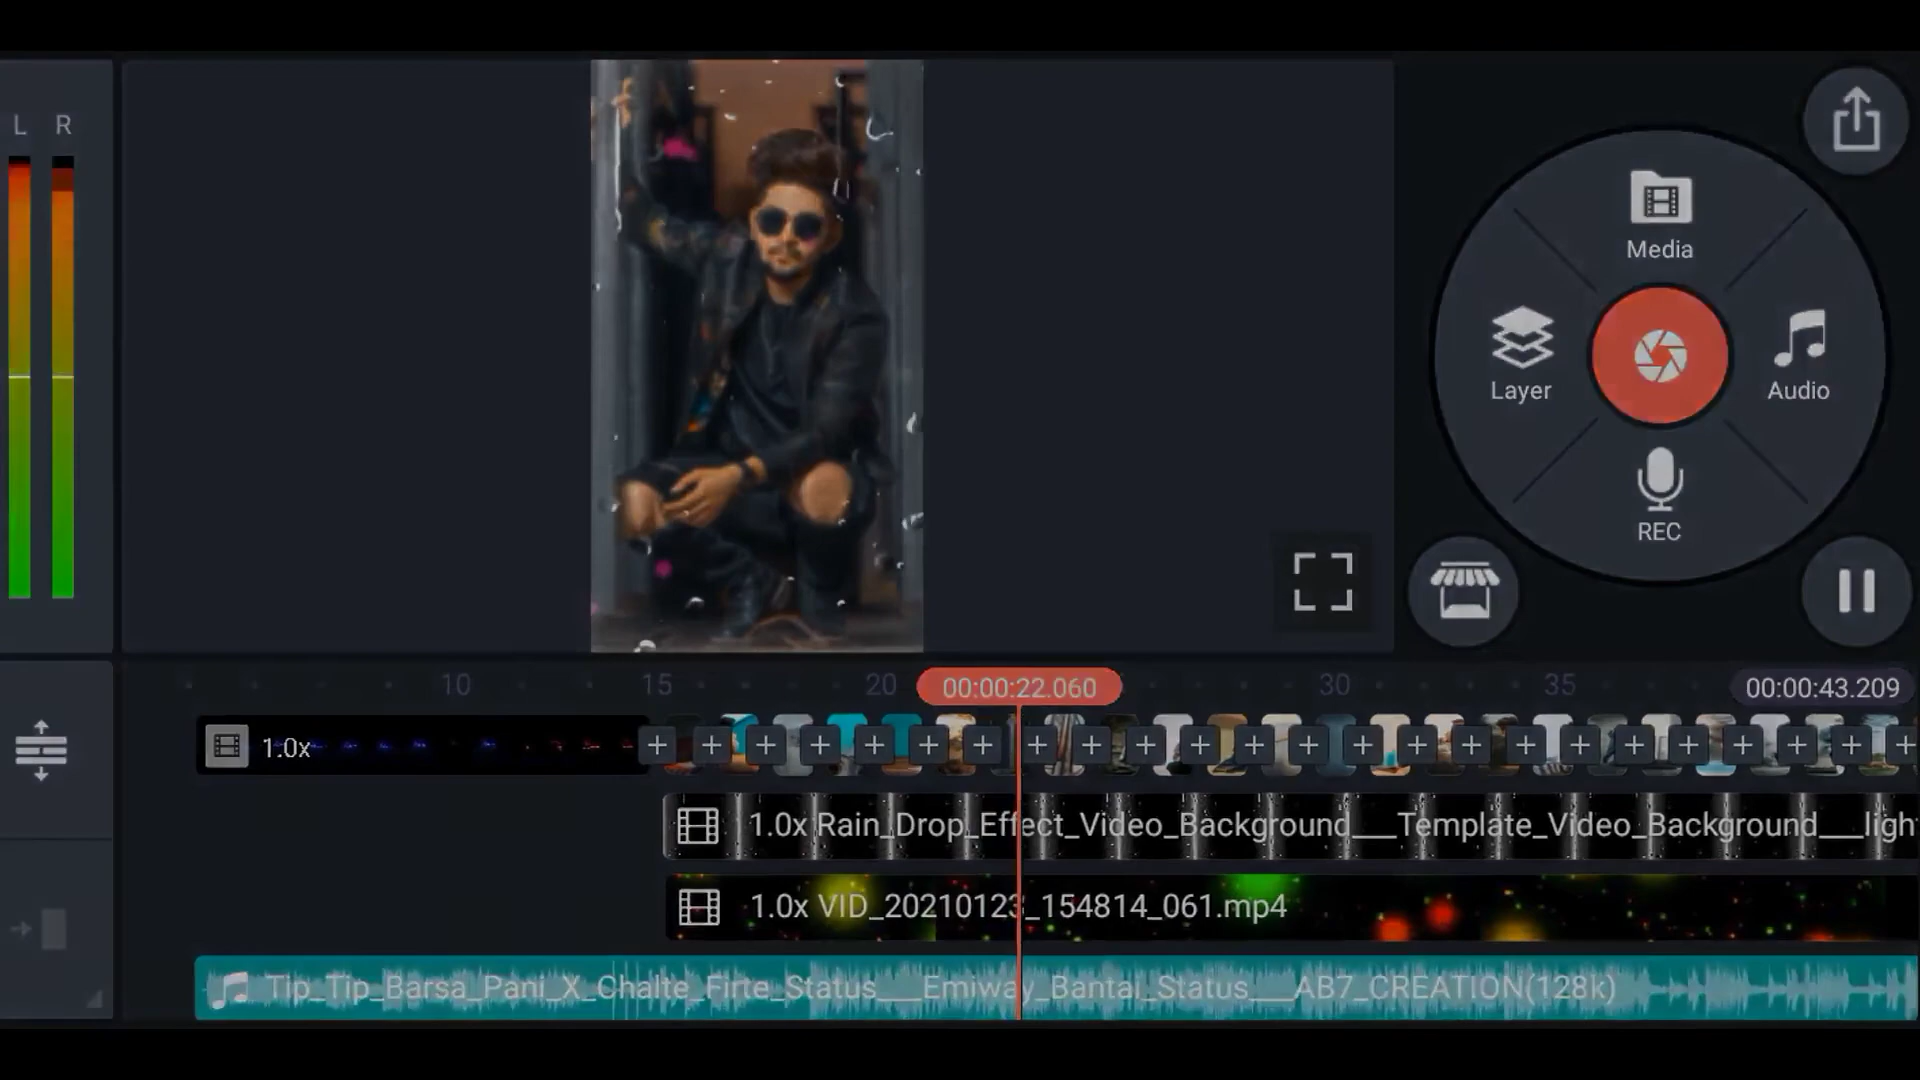 L R
Media
Layer
Audio
REC
10 15 20 00:00:22.060 30 35 00:00:43.209
1.0x
1.0x Rain_Drop_Effect_Video_Background___Template_Video_Background___ligh
1.0x VID_20210123_154814_061.mp4
Tip_Tip_Barsa_Pani_X_Chalte_Firte_Status___Emiway_Bantai_Status___AB7_CREATION(128k)